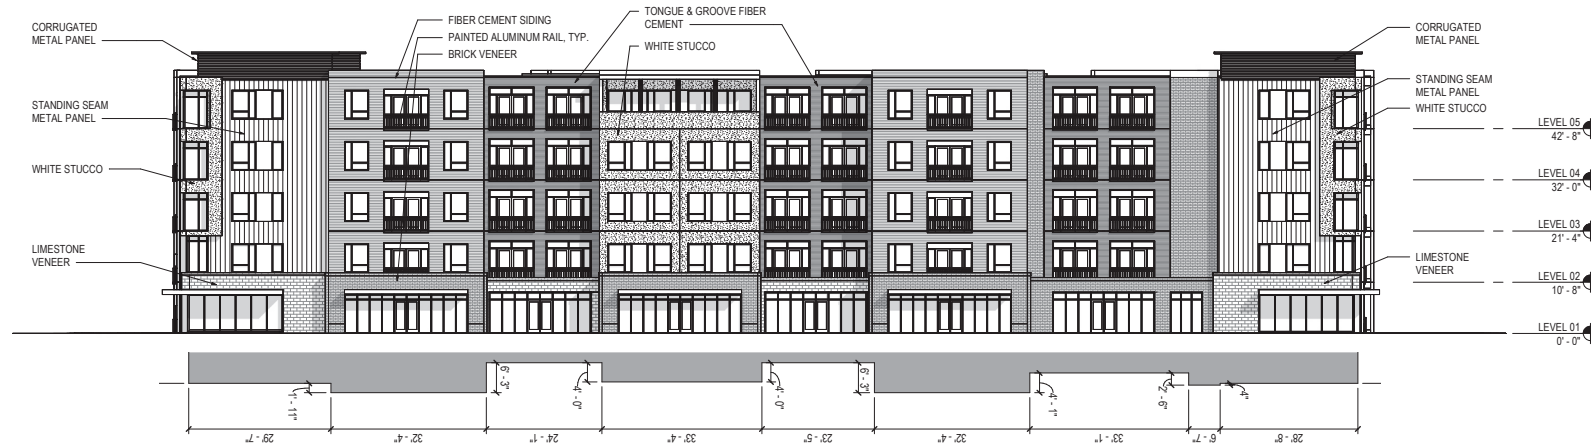 CORRUGATED
METAL PANEL
STANDING SEAM
METAL PANEL
WHITE STUCCO
LIMESTONE
VENEER
FIBER CEMENT SIDING
PAINTED ALUMINUM RAIL, TYP.
BRICK VENEER
TONGUE & GROOVE FIBER
CEMENT
WHITE STUCCO
CORRUGATED
METAL PANEL
STANDING SEAM
METAL PANEL
WHITE STUCCO
LIMESTONE
VENEER
LEVEL 05
42' - 8"
LEVEL 04
32' - 0"
LEVEL 03
21' - 4"
LEVEL 02
10' - 8"
LEVEL 01
0' - 0"
1' - 11"
6' - 3"
4' - 0"
4' - 0"
6' - 3"
4' - 1"
2' - 6"
4"
29' - 7"
32' - 4"
24' - 1"
33' - 4"
23' - 5"
32' - 4"
33' - 1"
6' - 7"
28' - 8"